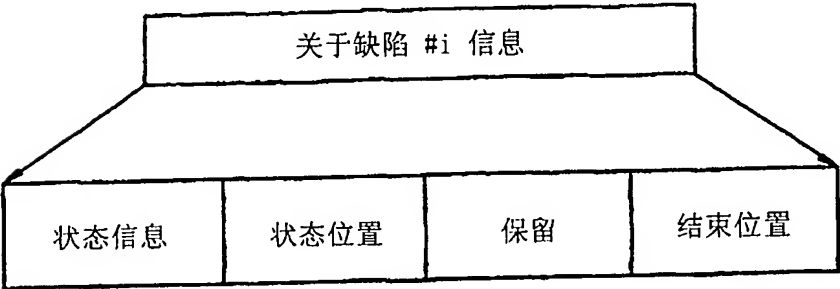 关于缺陷 #i 信息
状态信息
状态位置
保留
结束位置